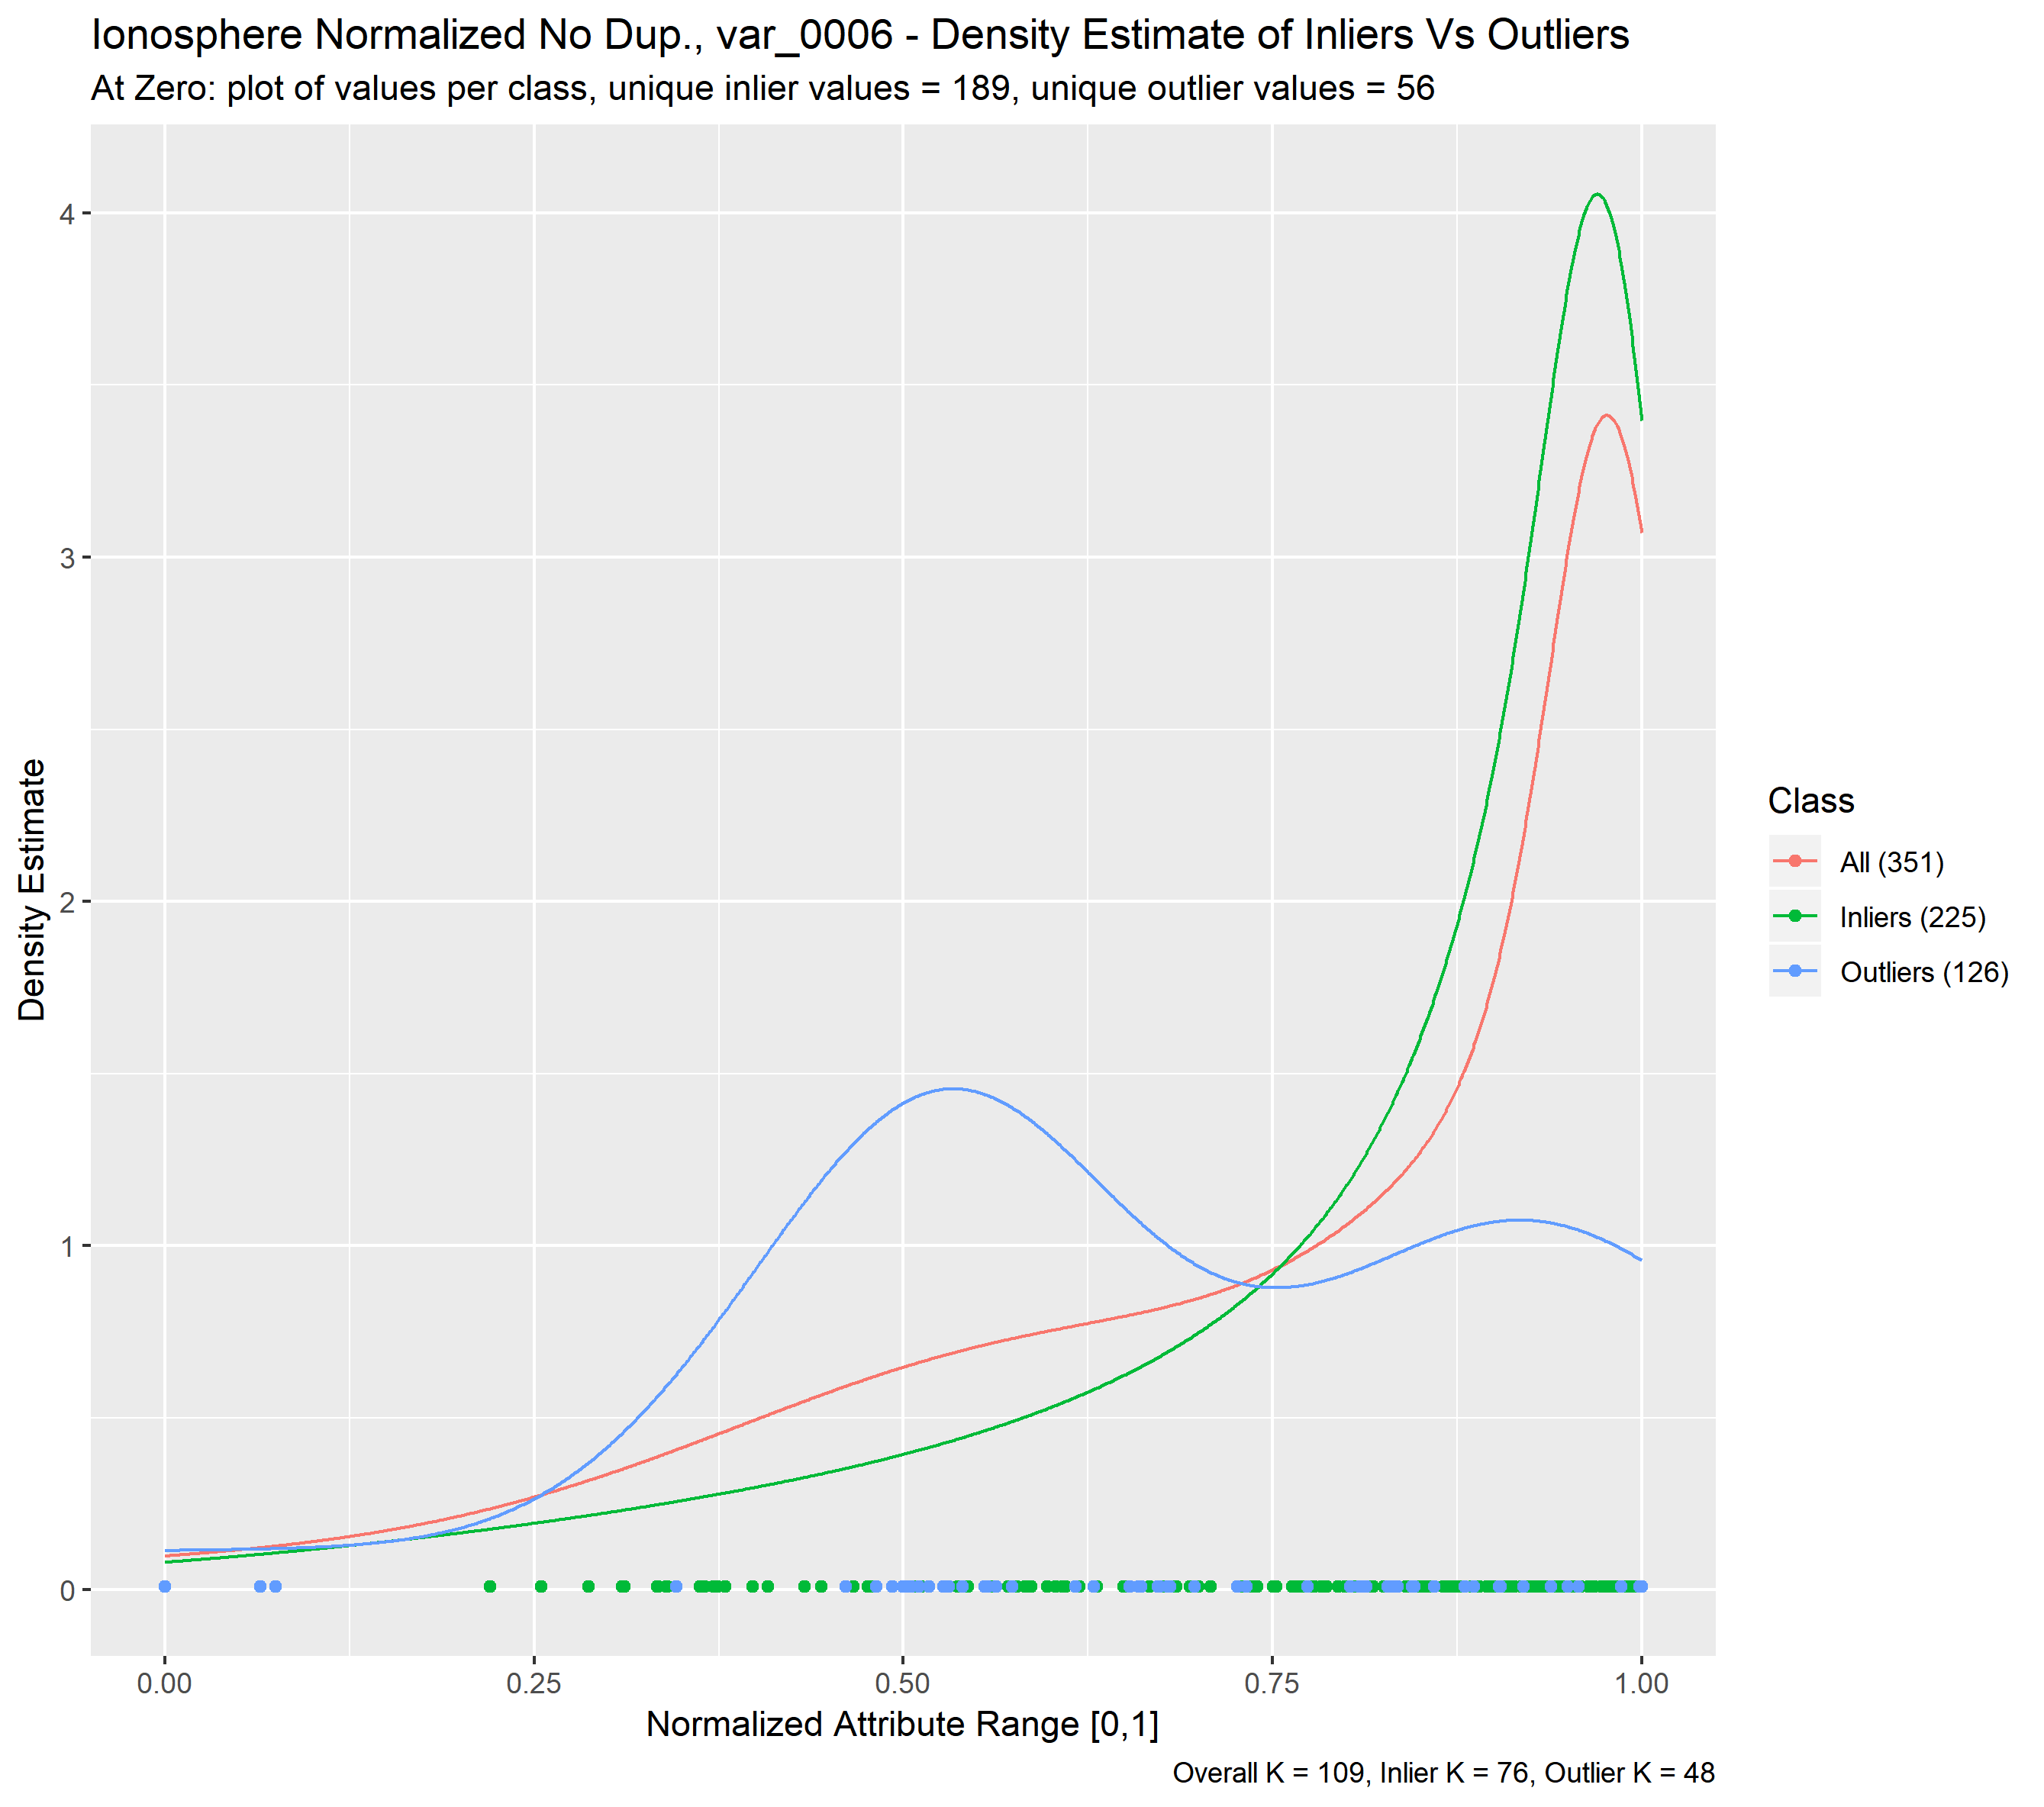 Ionosphere Normalized No Dup., var_0006 - Density Estimate of Inliers Vs Outliers
At Zero: plot of values per class, unique inlier values = 189, unique outlier values = 56
4
3
2
1
0
Density Estimate
0.00 0.25 0.50 0.75 1.00
Normalized Attribute Range [0,1]
Overall K = 109, Inlier K = 76, Outlier K = 48
Class
All (351)
Inliers (225)
Outliers (126)